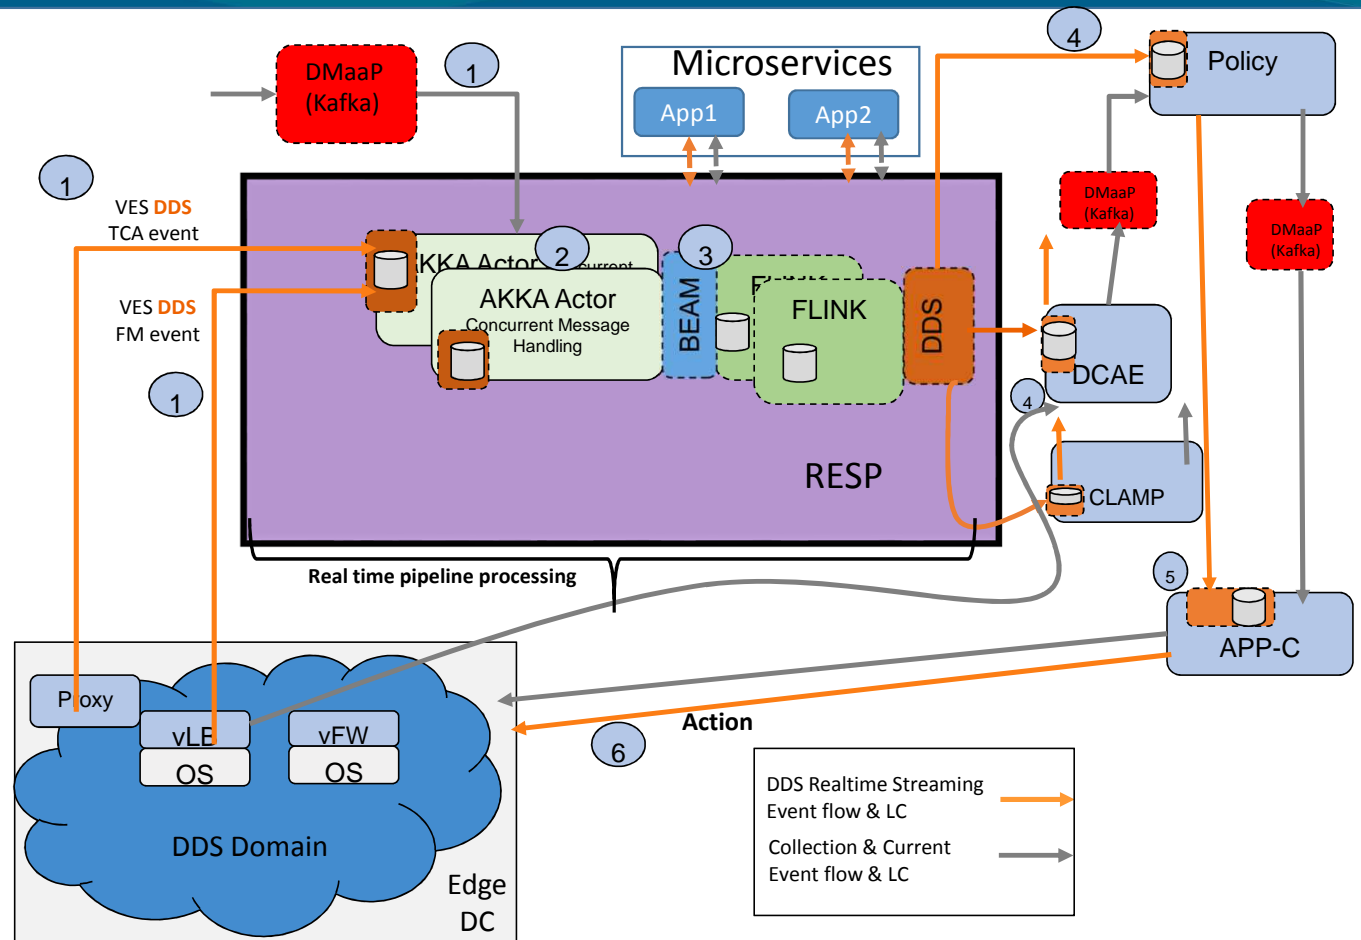 1
4
DMaaP
(Kafka)
Microservices
Policy
App1
App2
1
VES DDS
TCA event
DMaaP
(Kafka)
DMaaP
(Kafka)
2
3
AKKA Actor
Concurrent Message
Handling
BEAM
FLINK
FLINK
DDS
VES DDS
FM event
KKA Actor
1
DCAE
4
RESP
CLAMP
Real time pipeline processing
5
APP-C
Proxy
vLB
vFW
OS
OS
Action
6
DDS Domain
Edge
DC
DDS Realtime Streaming
Event flow & LC
Collection & Current
Event flow & LC